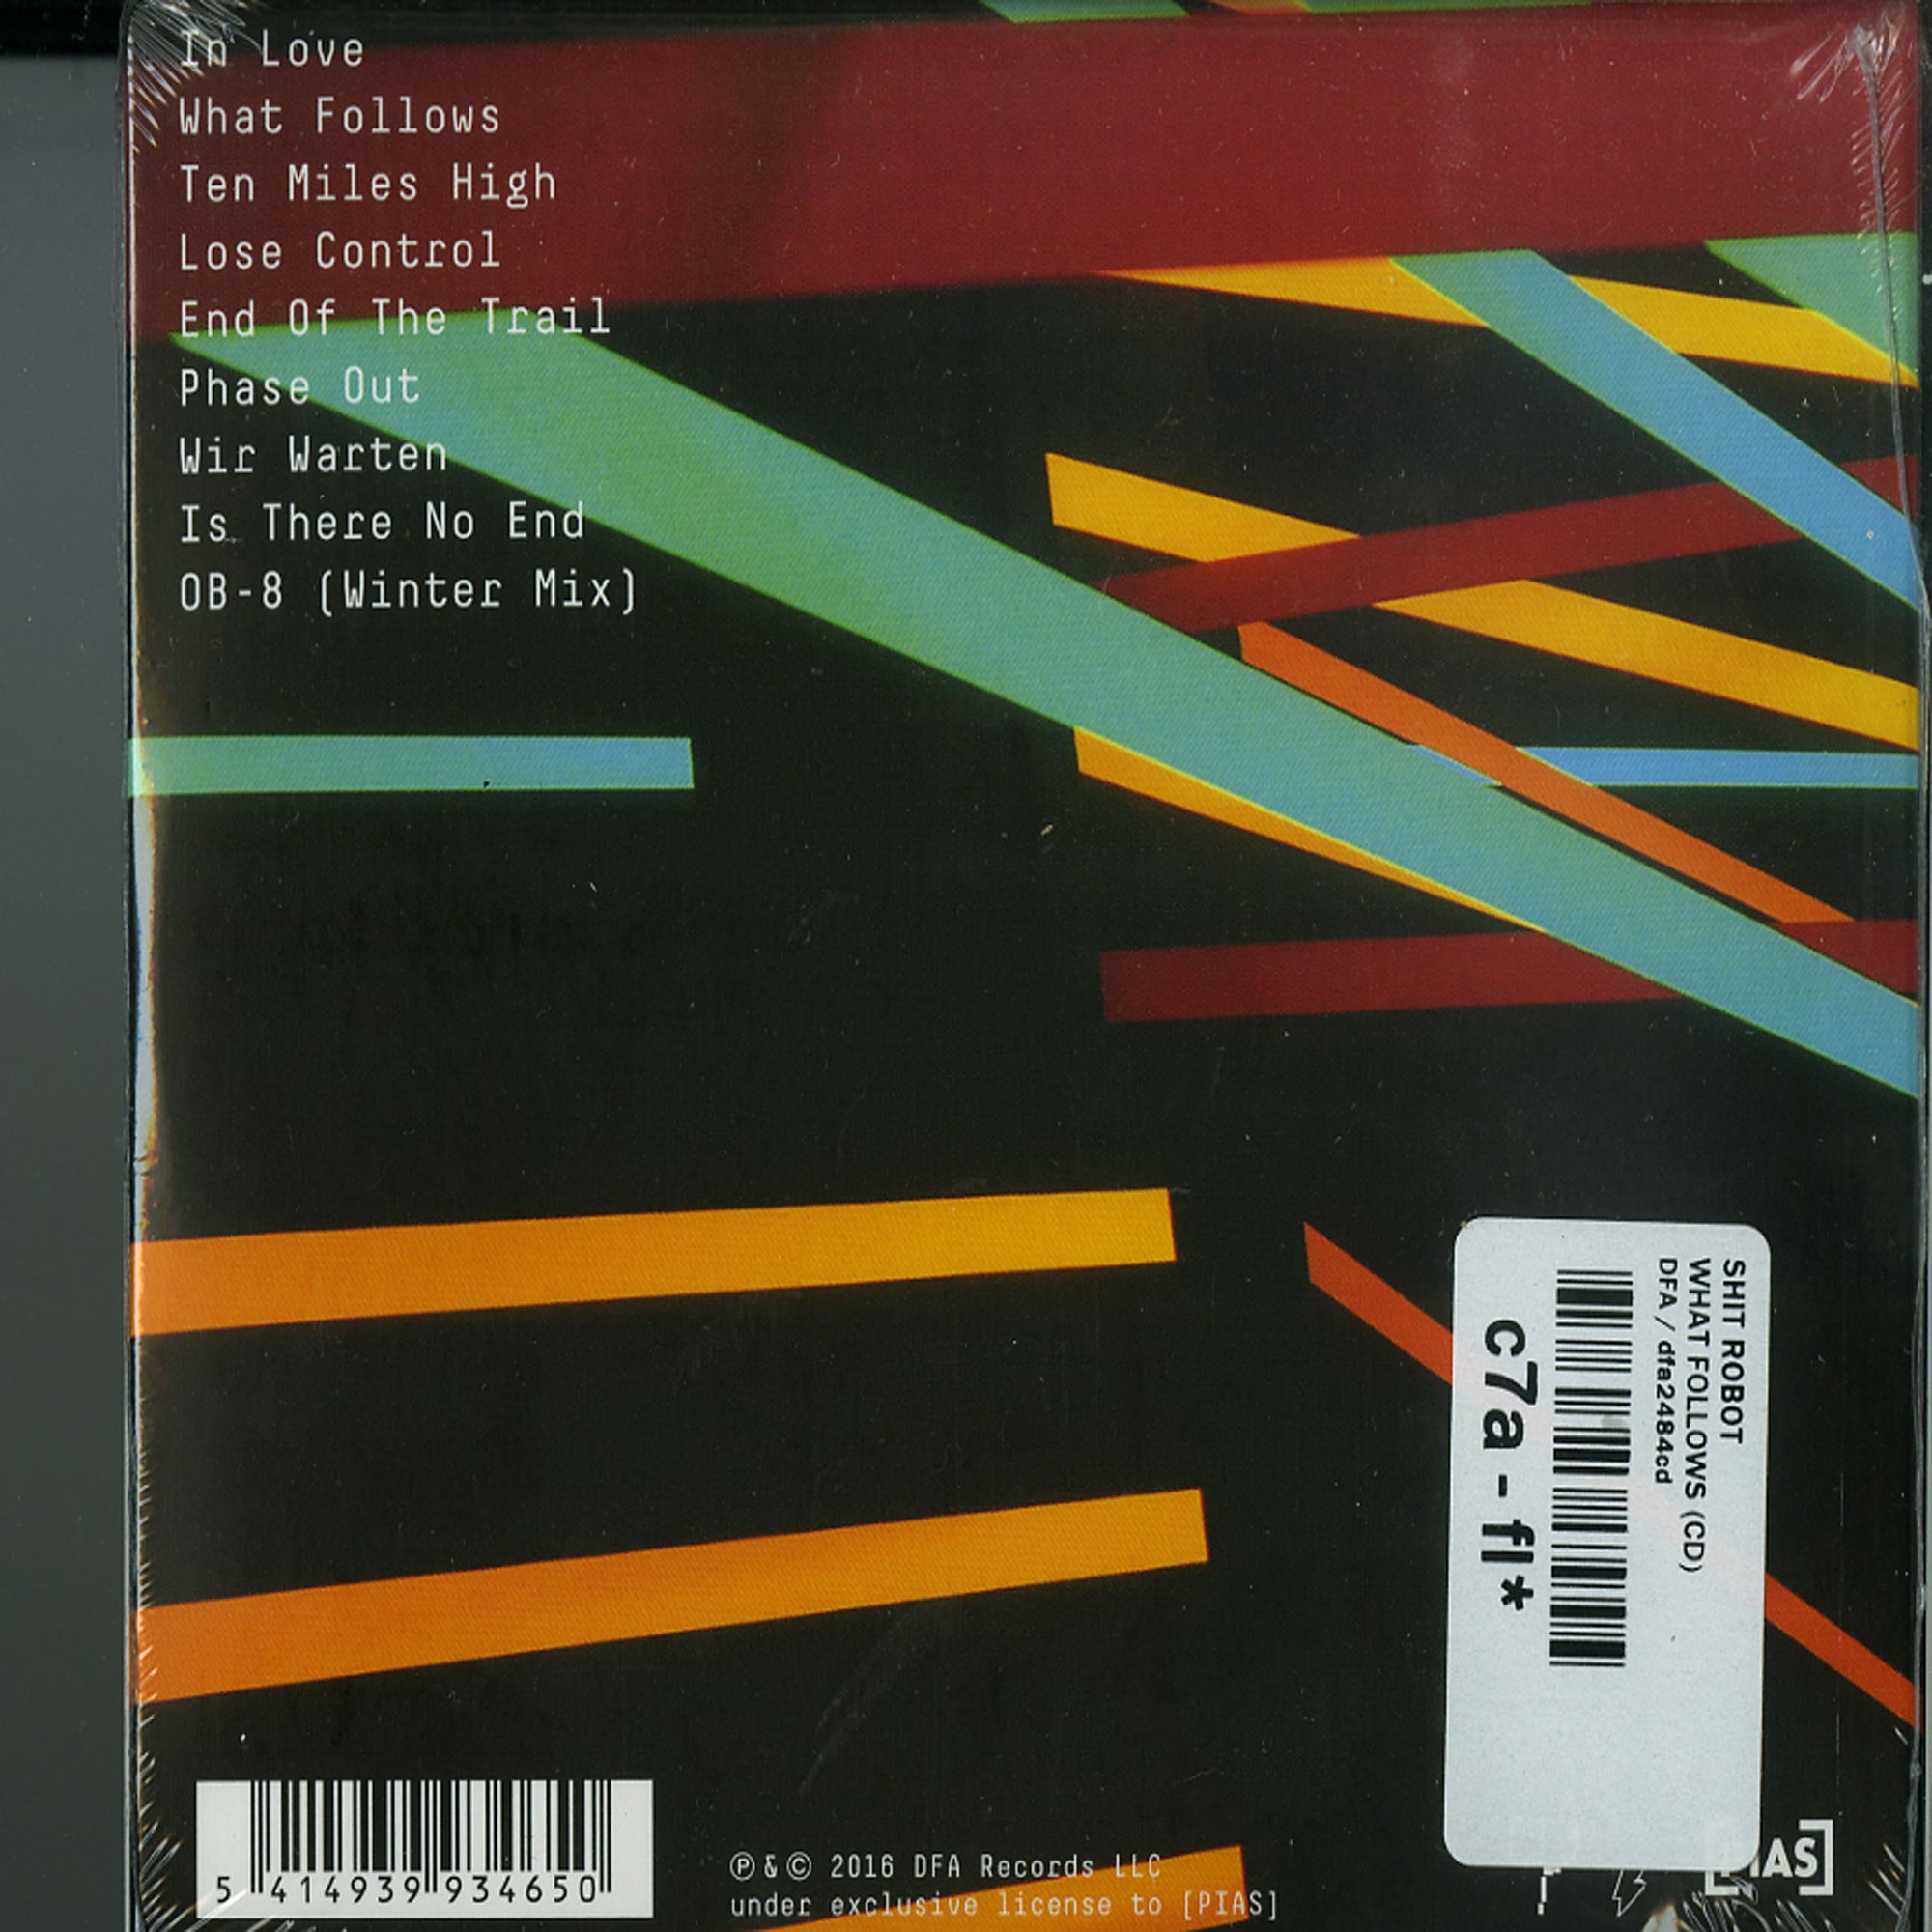 In Love
What Follows
Ten Miles High
Lose Control
End Of The Trail
Phase Out
Wir Warten
Is There No End
OB-8 (Winter Mix)
SHIT ROBOT
WHAT FOLLOWS (CD)
DFA / dfa2484cd
c7a - fl*
5 414939 934650
℗ & © 2016 DFA Records LLC
under exclusive license to [PIAS]
[PIAS]